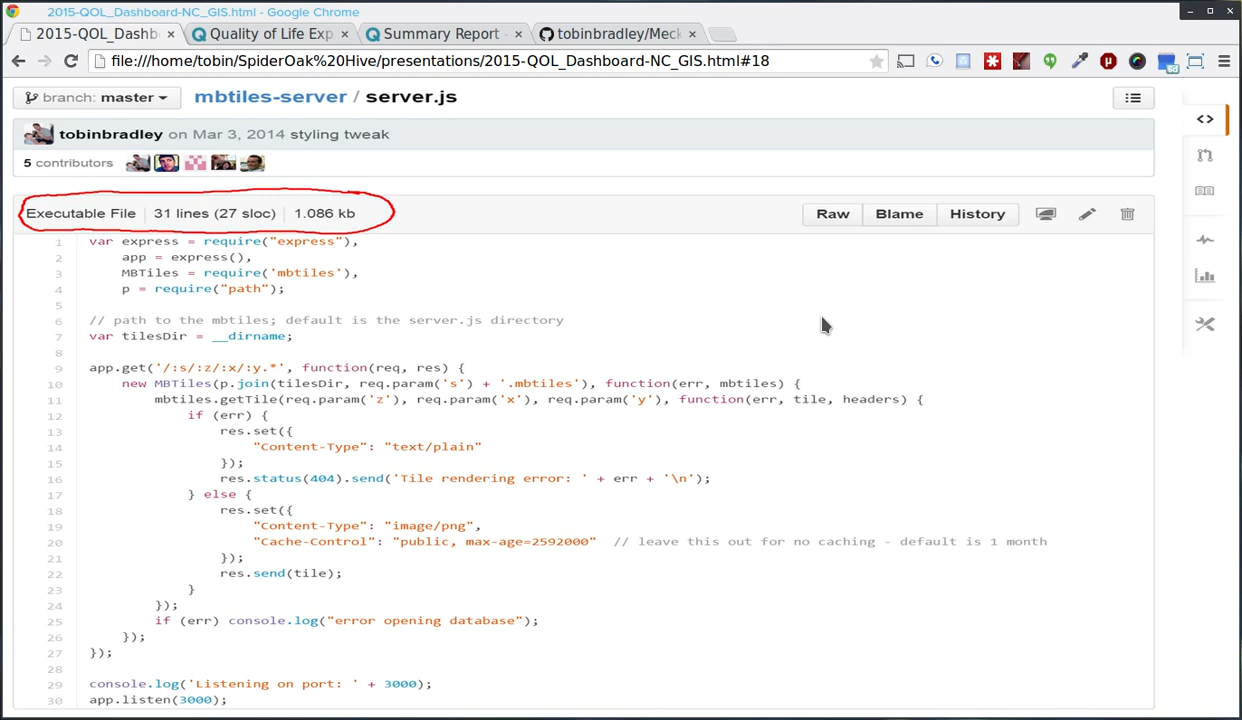 2015-QOL_Dashboard-NC_GIS.html - Google Chrome
2015-QOL_Dashb
Quality of Life Exp
Summary Report -
tobinbradley/Meck
file:///home/tobin/SpiderOak%20Hive/presentations/2015-QOL_Dashboard-NC_GIS.html#18
branch: master
mbtiles-server / server.js
tobinbradley on Mar 3, 2014 styling tweak
5 contributors
Executable File 31 lines (27 sloc) 1.086 kb
Raw Blame History
1 var express = require("express"),
2     app = express(),
3     MBTiles = require('mbtiles'),
4     p = require("path");
5
6 // path to the mbtiles; default is the server.js directory
7 var tilesDir = __dirname;
8
9 app.get('/:s/:z/:x/:y.*', function(req, res) {
10     new MBTiles(p.join(tilesDir, req.param('s') + '.mbtiles'), function(err, mbtiles) {
11         mbtiles.getTile(req.param('z'), req.param('x'), req.param('y'), function(err, tile, headers) {
12             if (err) {
13                 res.set({
14                     "Content-Type": "text/plain"
15                 });
16                 res.status(404).send('Tile rendering error: ' + err + '\n');
17             } else {
18                 res.set({
19                     "Content-Type": "image/png",
20                     "Cache-Control": "public, max-age=2592000" // leave this out for no caching - default is 1 month
21                 });
22                 res.send(tile);
23             }
24         });
25         if (err) console.log("error opening database");
26     });
27 });
28
29 console.log('Listening on port: ' + 3000);
30 app.listen(3000);